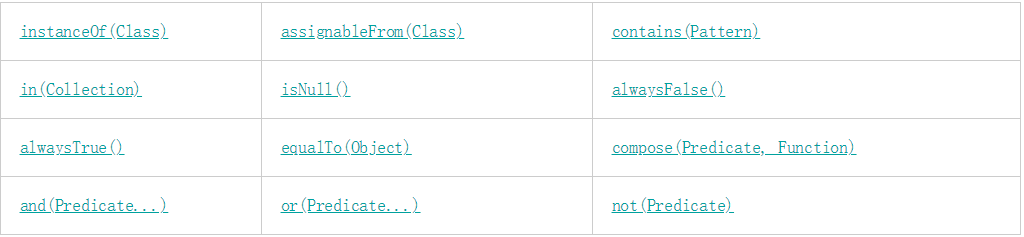 instanceOf(Class) assignableFrom(Class) contains(Pattern)
in(Collection) isNull() alwaysFalse()
alwaysTrue() equalTo(Object) compose(Predicate, Function)
and(Predicate...) or(Predicate...) not(Predicate)